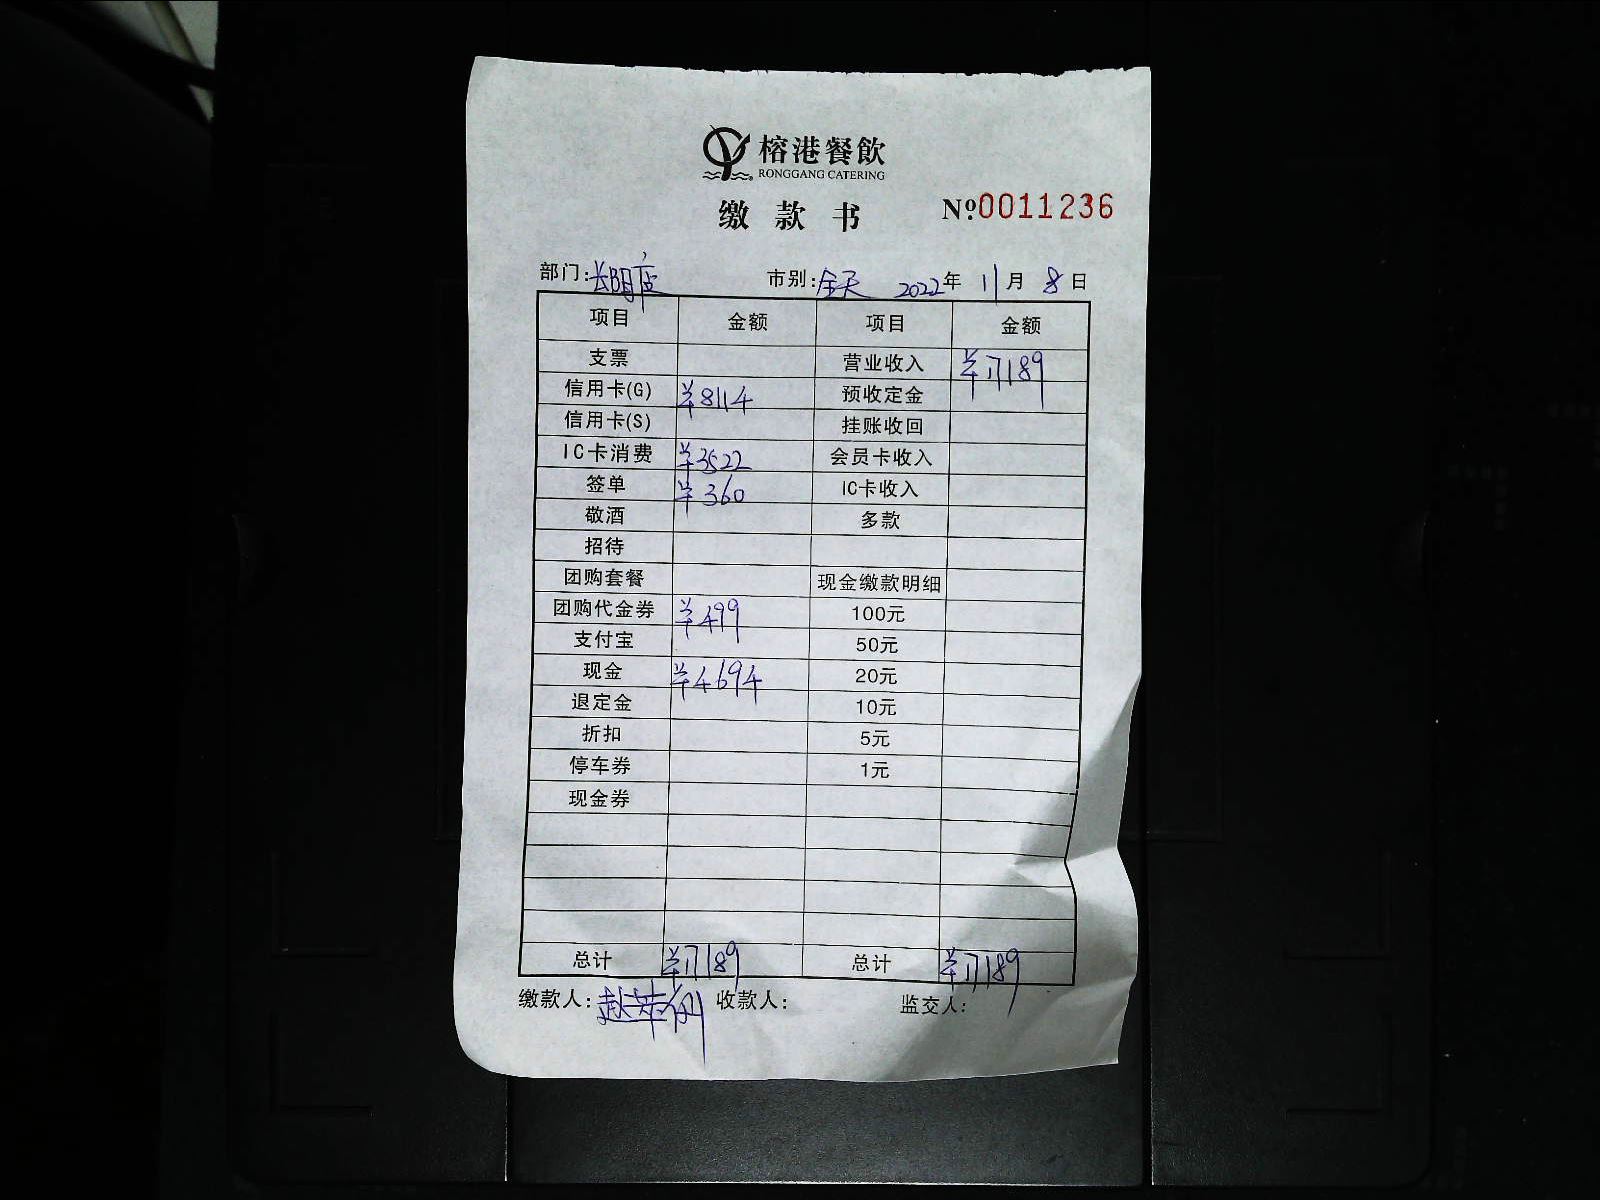 榕港餐飲
RONGGANG CATERING
缴款书 №0011236
部门:长阳店 市别:全天 2022年 11月 8日
项目 金额 项目 金额
支票 营业收入 ¥17189
信用卡(G) ¥8114 预收定金
信用卡(S) 挂账收回
IC卡消费 ¥3522 会员卡收入
签单 ¥360 IC卡收入
敬酒 多款
招待
团购套餐 现金缴款明细
团购代金券 ¥499 100元
支付宝 50元
现金 ¥4694 20元
退定金 10元
折扣 5元
停车券 1元
现金券
总计 ¥17189 总计 ¥17189
缴款人: 收款人: 监交人: